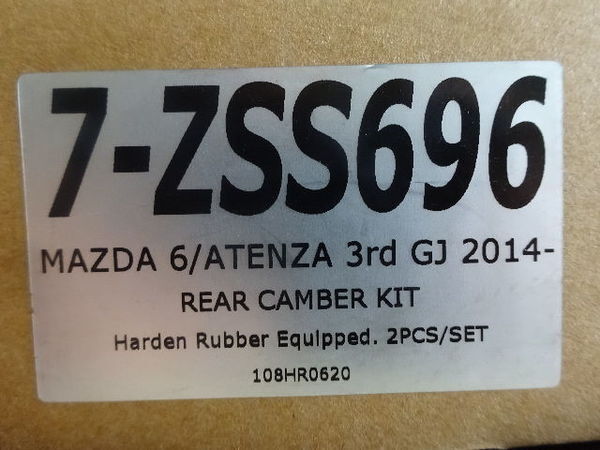 7-ZSS696
MAZDA 6/ATENZA 3rd GJ 2014-
REAR CAMBER KIT
Harden Rubber Equipped. 2PCS/SET
108HR0620